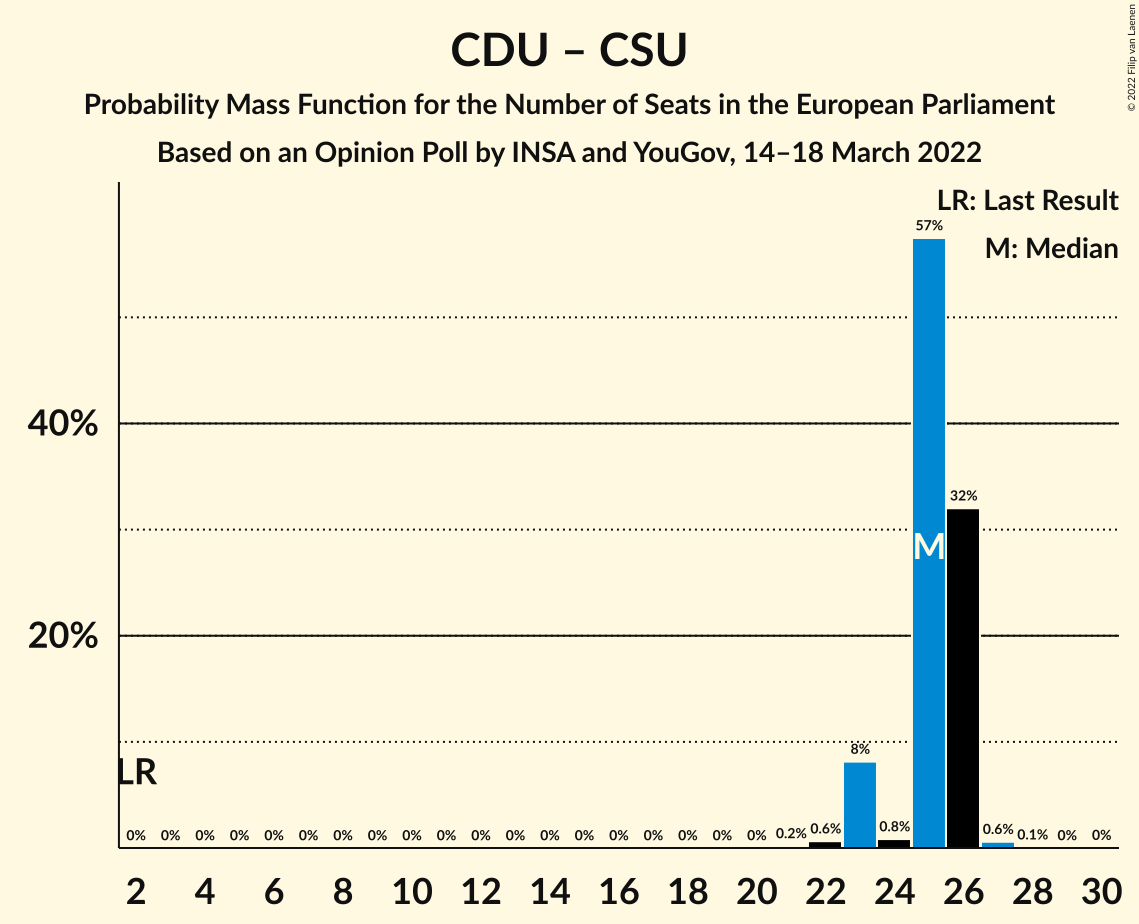 CDU – CSU
Probability Mass Function for the Number of Seats in the European Parliament
Based on an Opinion Poll by INSA and YouGov, 14–18 March 2022
© 2022 Filip van Laenen
LR: Last Result
M: Median
57%
40%
32%
M
20%
8%
LR
0% 0% 0% 0% 0% 0% 0% 0% 0% 0% 0% 0% 0% 0% 0% 0% 0% 0% 0% 0.2% 0.6% 0.8% 0.6% 0.1% 0% 0%
2 4 6 8 10 12 14 16 18 20 22 24 26 28 30